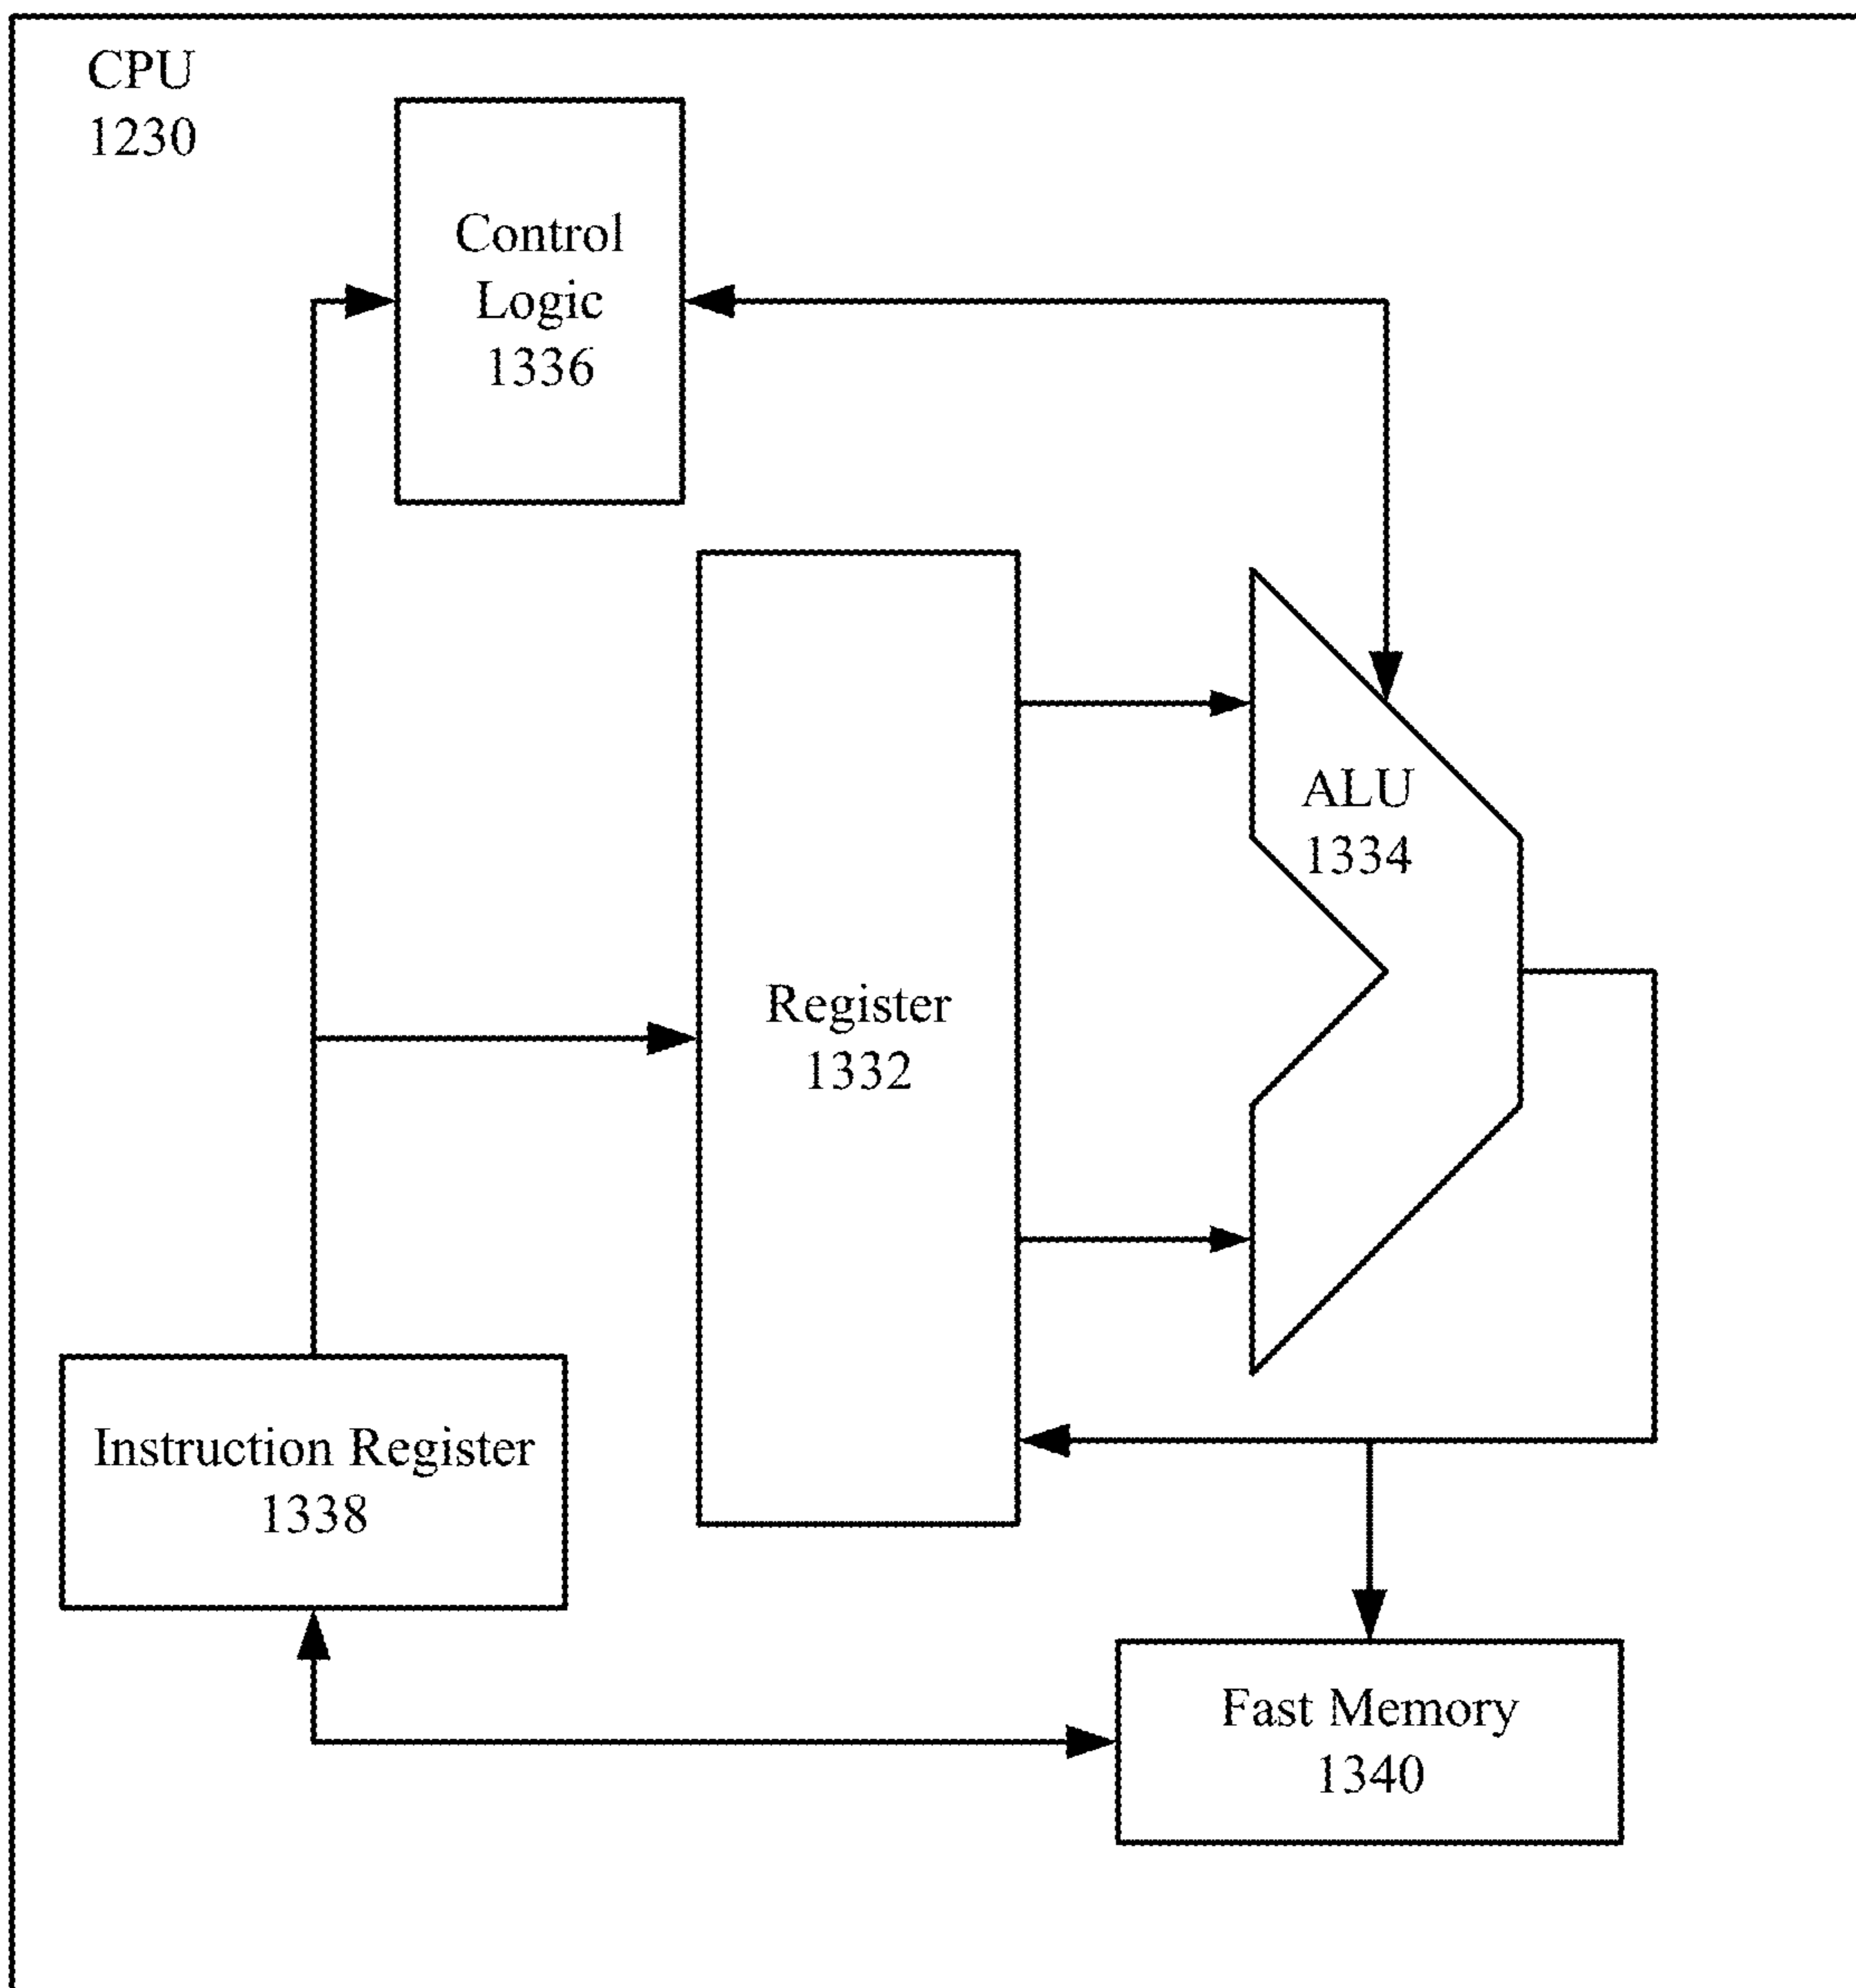 CPU
1230
Control
Logic
1336
ALU
1334
Register
1332
Instruction Register
1338
Fast Memory
1340